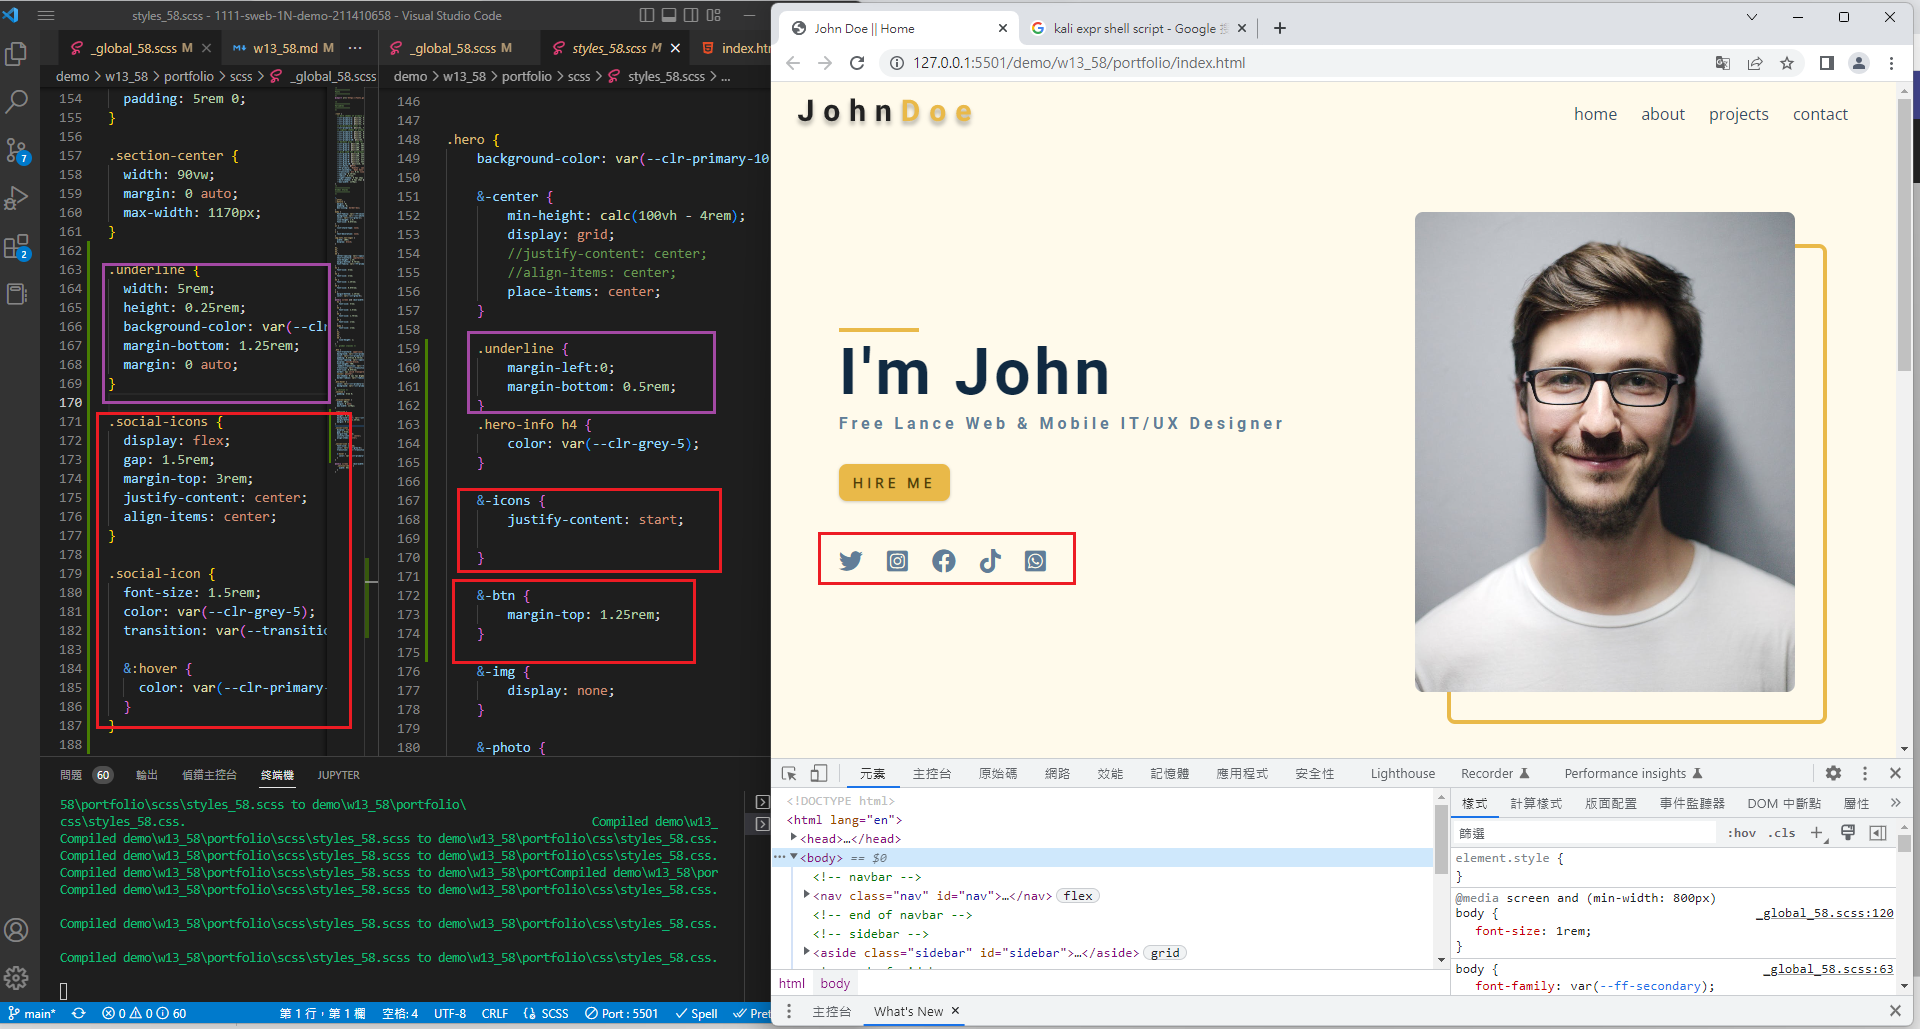 styles_58.scss - 1111-sweb-1N-demo-211410658 - Visual Studio Code
_global_58.scss M
w13_58.md M
demo > w13_58 > portfolio > scss > _global_58.scss
154 padding: 5rem 0;
155 }
156
157 .section-center {
158 width: 90vw;
159 margin: 0 auto;
160 max-width: 1170px;
161 }
162
163 .underline {
164 width: 5rem;
165 height: 0.25rem;
166 background-color: var(--cl
167 margin-bottom: 1.25rem;
168 margin: 0 auto;
169 }
170
171 .social-icons {
172 display: flex;
173 gap: 1.5rem;
174 margin-top: 3rem;
175 justify-content: center;
176 align-items: center;
177 }
178
179 .social-icon {
180 font-size: 1.5rem;
181 color: var(--clr-grey-5);
182 transition: var(--transitio
183
184 &:hover {
185 color: var(--clr-primary-
186 }
187 }
188
_global_58.scss M
styles_58.scss M
index.htm
demo > w13_58 > portfolio > scss > styles_58.scss > ...
146
147
148 .hero {
149 background-color: var(--clr-primary-10
150
151 &-center {
152 min-height: calc(100vh - 4rem);
153 display: grid;
154 //justify-content: center;
155 //align-items: center;
156 place-items: center;
157 }
158
159 .underline {
160 margin-left:0;
161 margin-bottom: 0.5rem;
162 }
163 .hero-info h4 {
164 color: var(--clr-grey-5);
165 }
166
167 &-icons {
168 justify-content: start;
169
170 }
171
172 &-btn {
173 margin-top: 1.25rem;
174 }
175
176 &-img {
177 display: none;
178 }
179
180 &-photo {
問題 60 輸出 偵錯主控台 終端機 JUPYTER
58\portfolio\scss\styles_58.scss to demo\w13_58\portfolio\
css\styles_58.css. Compiled demo\w13_
Compiled demo\w13_58\portfolio\scss\styles_58.scss to demo\w13_58\portfolio\css\styles_58.css.
Compiled demo\w13_58\portfolio\scss\styles_58.scss to demo\w13_58\portfolio\css\styles_58.css.
Compiled demo\w13_58\portfolio\scss\styles_58.scss to demo\w13_58\portCompiled demo\w13_58\por
Compiled demo\w13_58\portfolio\scss\styles_58.scss to demo\w13_58\portfolio\css\styles_58.css.
Compiled demo\w13_58\portfolio\scss\styles_58.scss to demo\w13_58\portfolio\css\styles_58.css.
Compiled demo\w13_58\portfolio\scss\styles_58.scss to demo\w13_58\portfolio\css\styles_58.css.
7
2
main* 0 0 60 第 1 行，第 1 欄 空格: 4 UTF-8 CRLF SCSS Port : 5501 Spell Pret
John Doe || Home
kali expr shell script - Google
127.0.0.1:5501/demo/w13_58/portfolio/index.html
JohnDoe
home about projects contact
I'm John
Free Lance Web & Mobile IT/UX Designer
HIRE ME
元素 主控台 原始碼 網路 效能 記憶體 應用程式 安全性 Lighthouse Recorder Performance insights
<!DOCTYPE html>
<html lang="en">
<head>…</head>
<body> == $0
<!-- navbar -->
<nav class="nav" id="nav">…</nav> flex
<!-- end of navbar -->
<!-- sidebar -->
<aside class="sidebar" id="sidebar">…</aside> grid
html body
樣式 計算樣式 版面配置 事件監聽器 DOM 中斷點 屬性
篩選 :hov .cls
element.style {
}
@media screen and (min-width: 800px)
body { _global_58.scss:120
font-size: 1rem;
}
body { _global_58.scss:63
font-family: var(--ff-secondary);
主控台 What's New